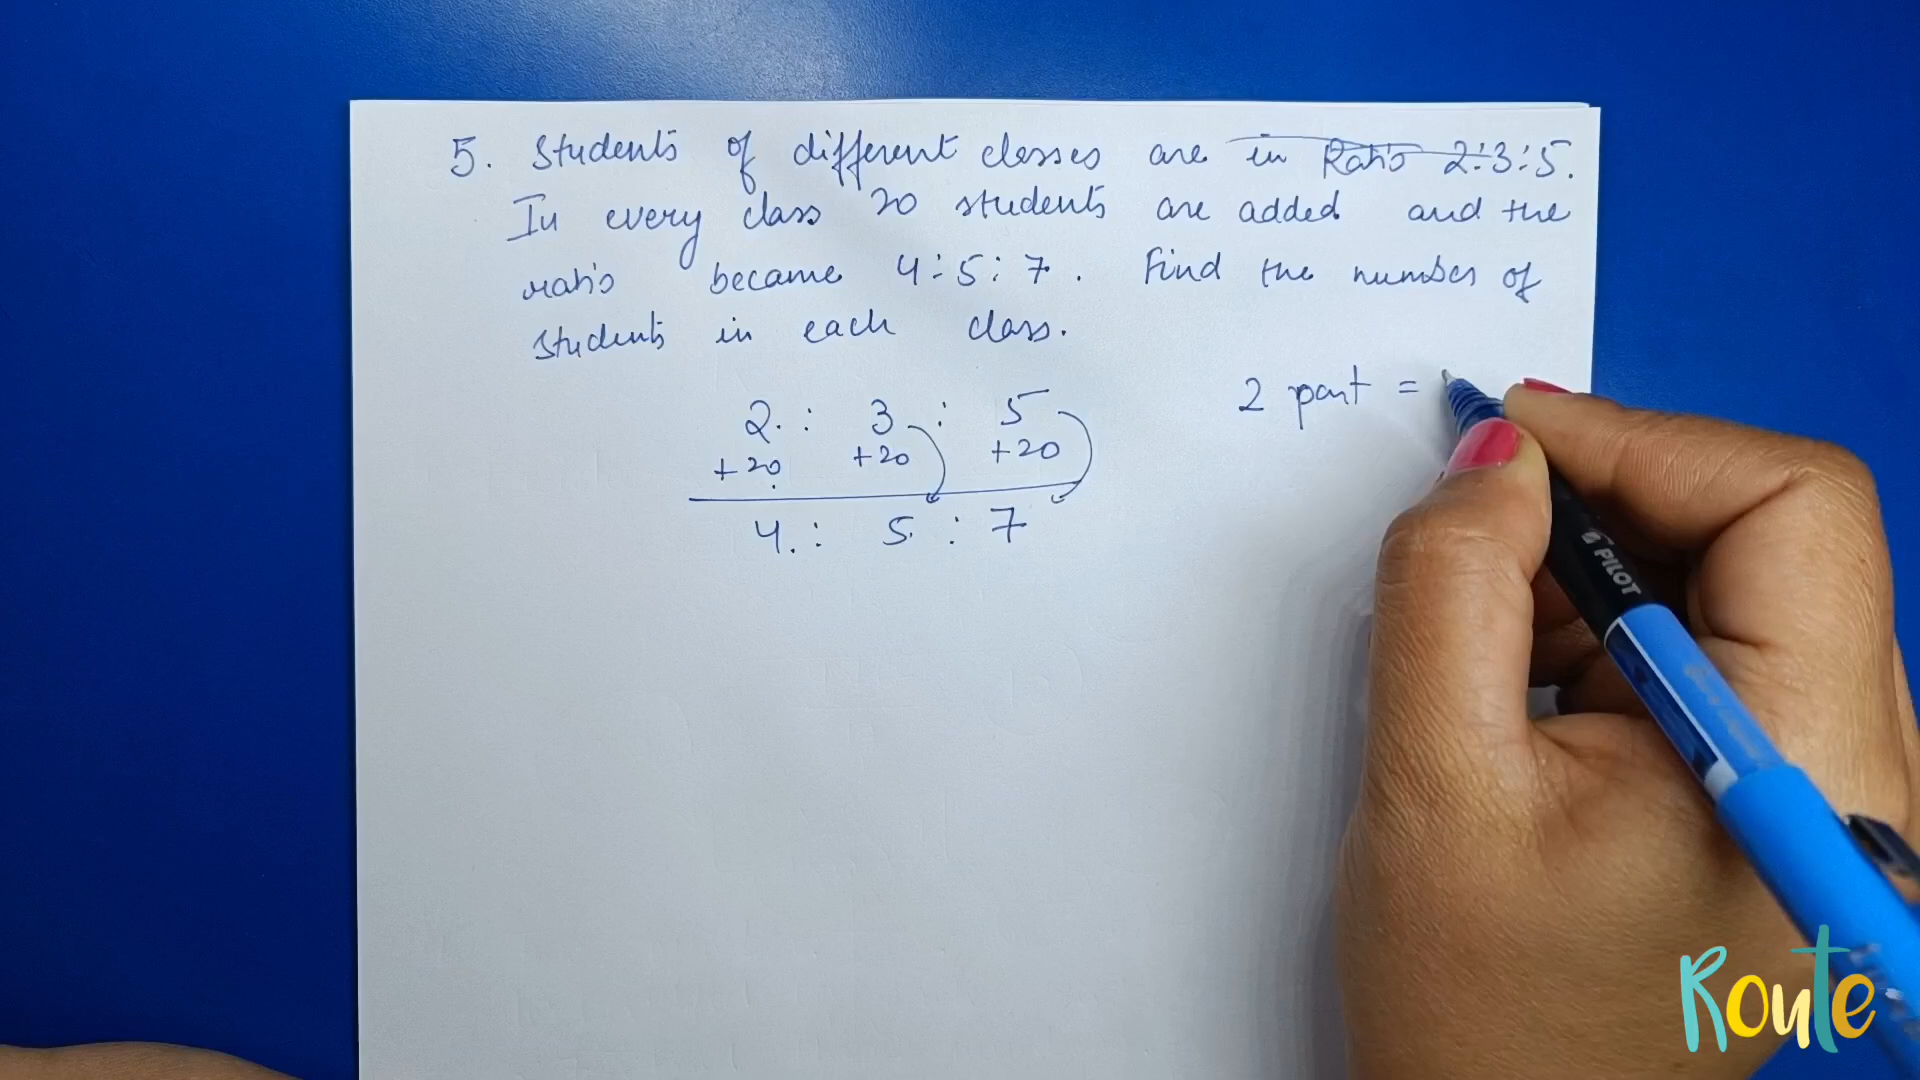 5. Students of different classes are in Ratio 2:3:5.
In every class 20 students are added and the
ratio became 4:5:7. Find the number of
students in each class.
2 : 3 : 5
+20 +20 +20
4 : 5 : 7
2 part =
PILOT
Route